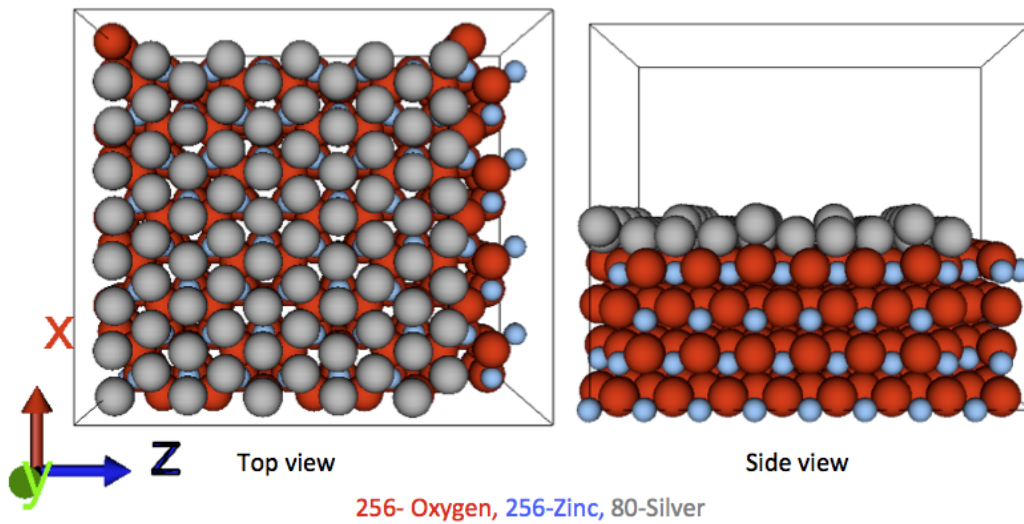 X
y
Z
Top view
Side view
256- Oxygen, 256-Zinc, 80-Silver